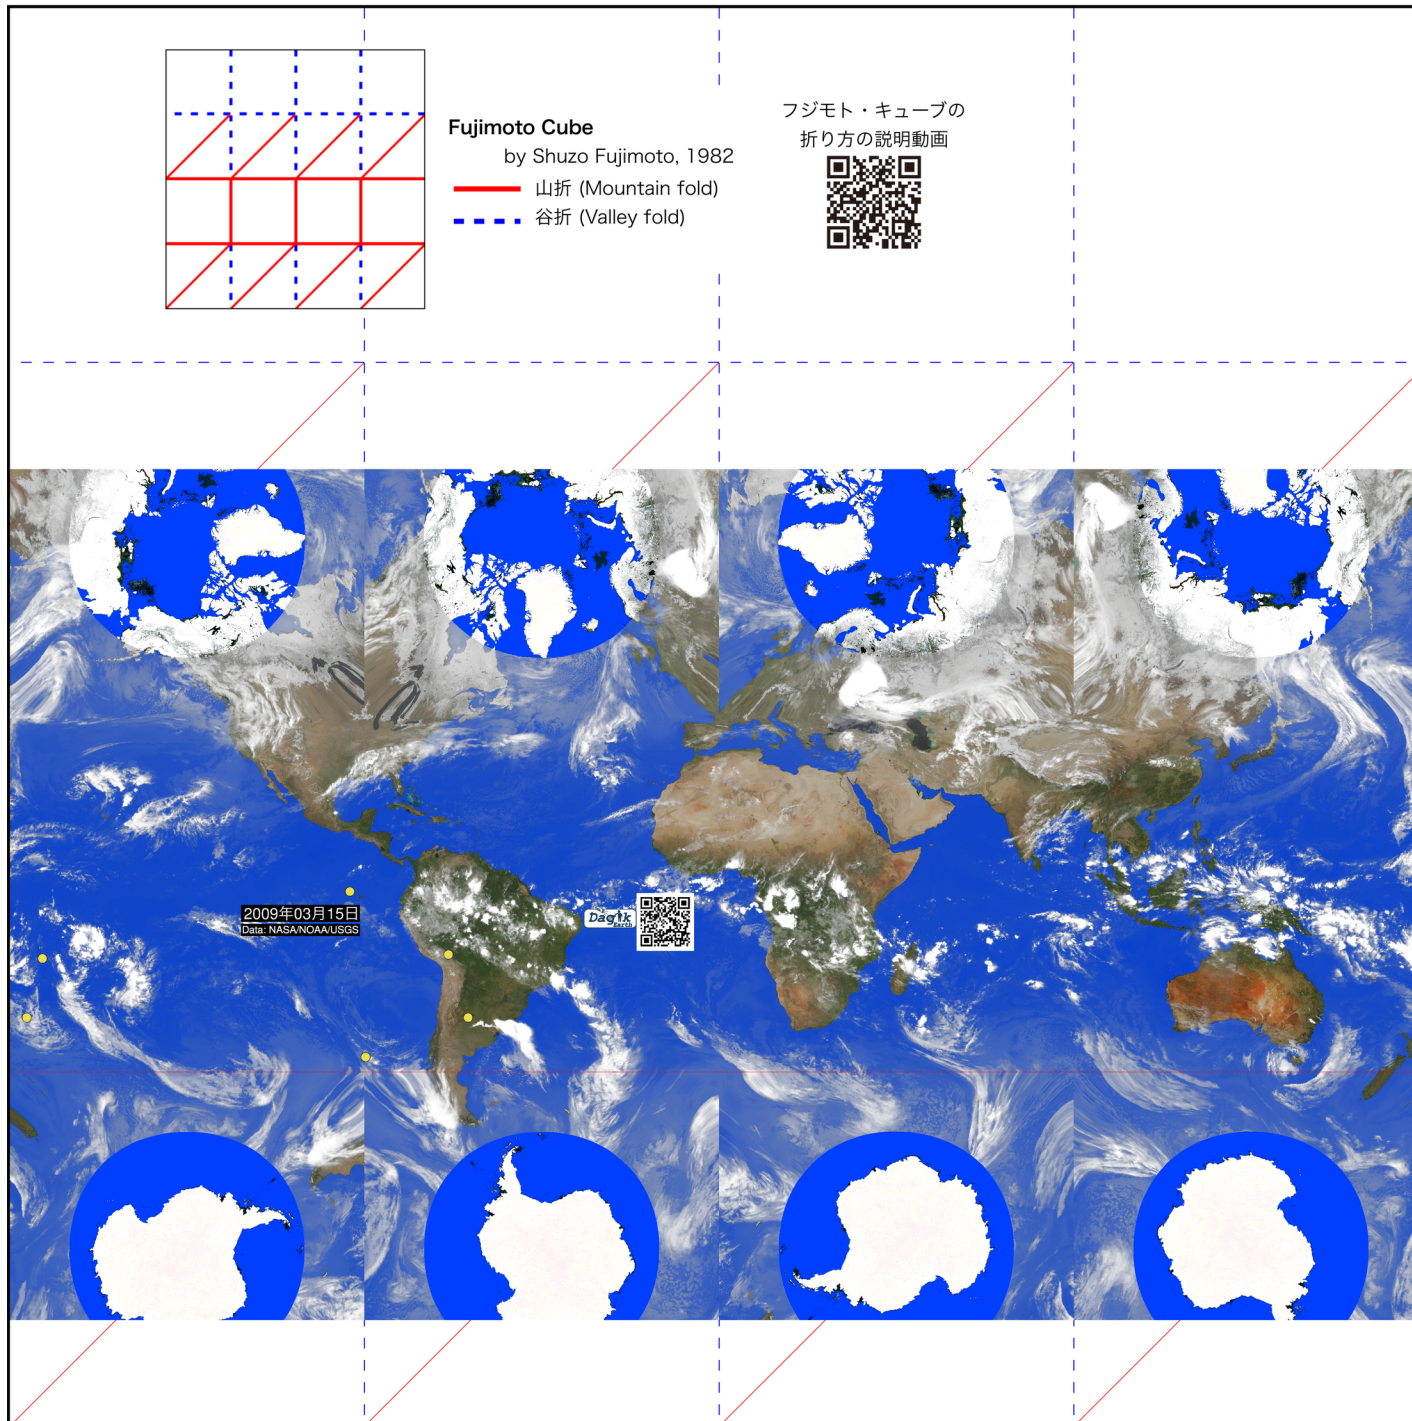 Fujimoto Cube
by Shuzo Fujimoto, 1982
山折 (Mountain fold)
谷折 (Valley fold)
フジモト・キューブの
折り方の説明動画
2009年03月15日
Data: NASA/NOAA/USGS
Dagik
Earth